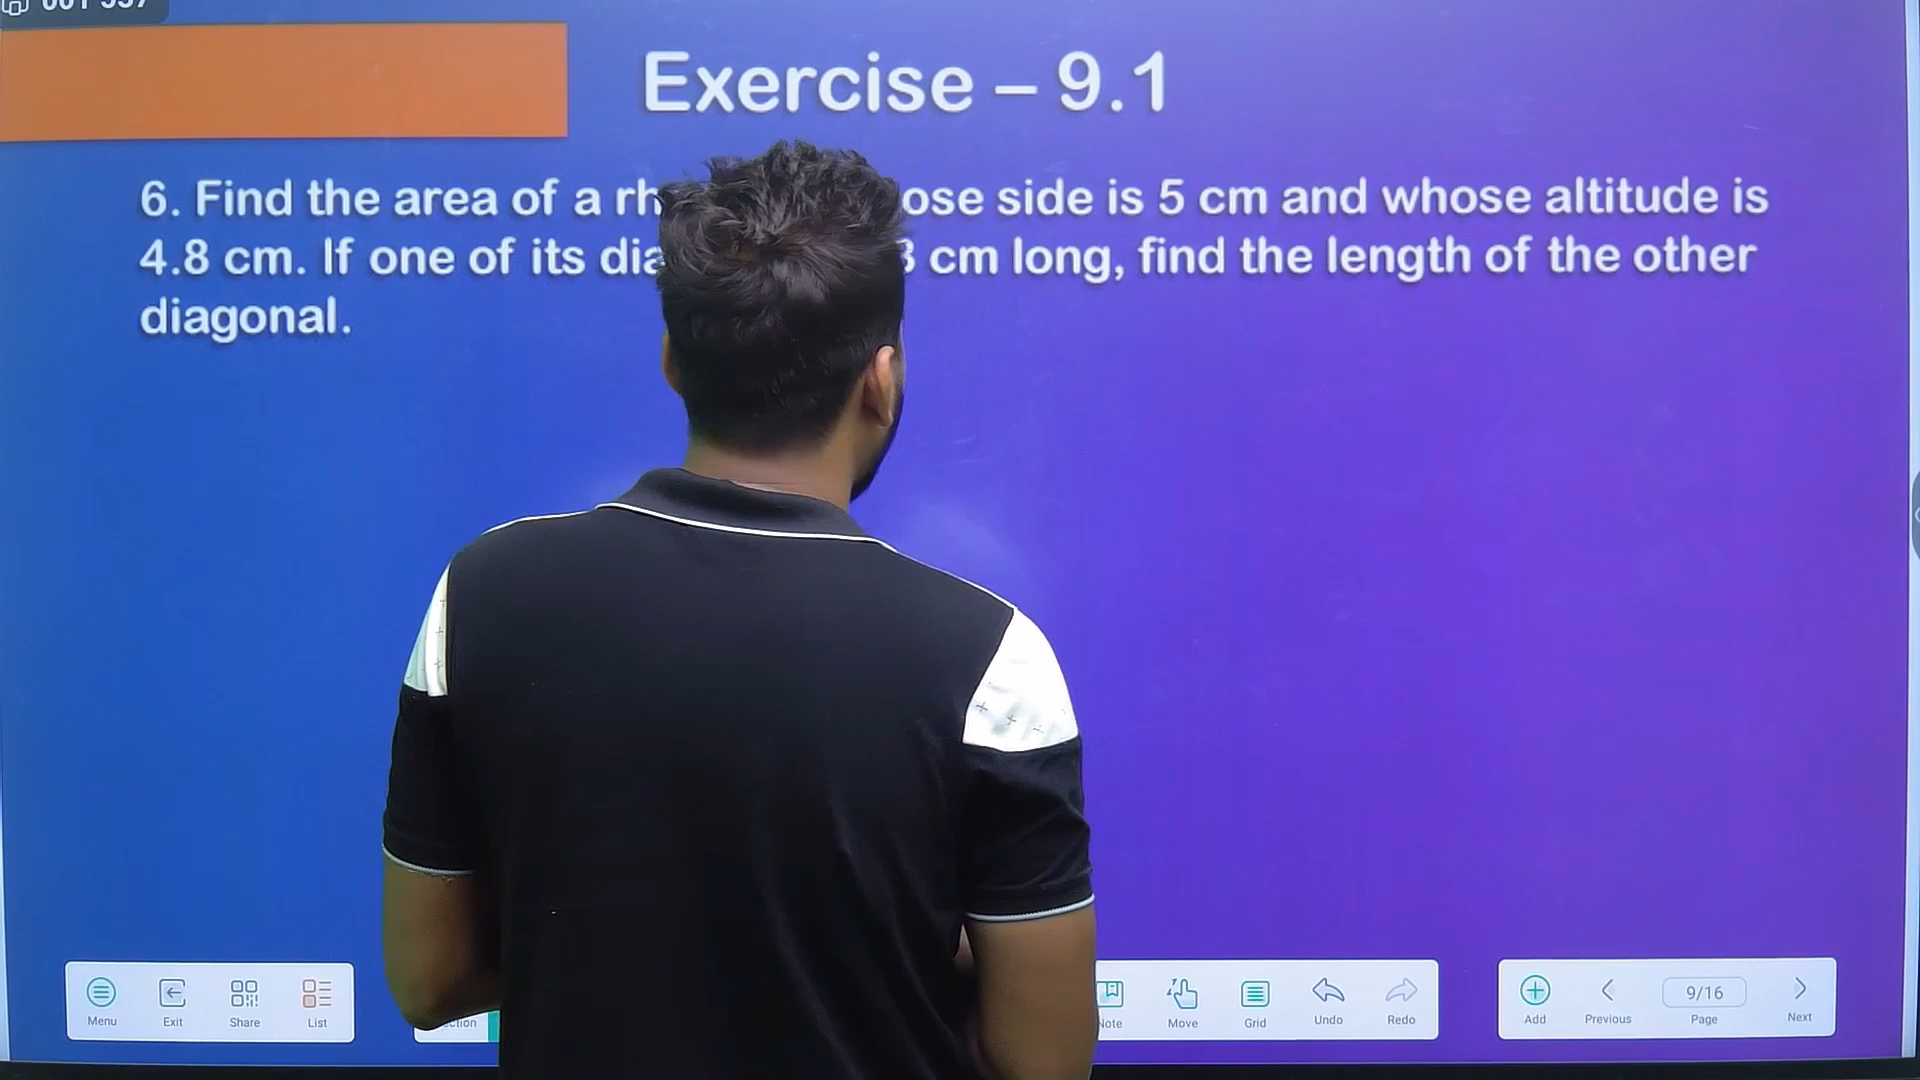 Exercise – 9.1
6. Find the area of a ose side is 5 cm and whose altitude is
4.8 cm. If one of its cm long, find the length of the other
diagonal.
Menu Exit Share List Note Move Grid Undo Redo Add Previous 9/16 Page Next